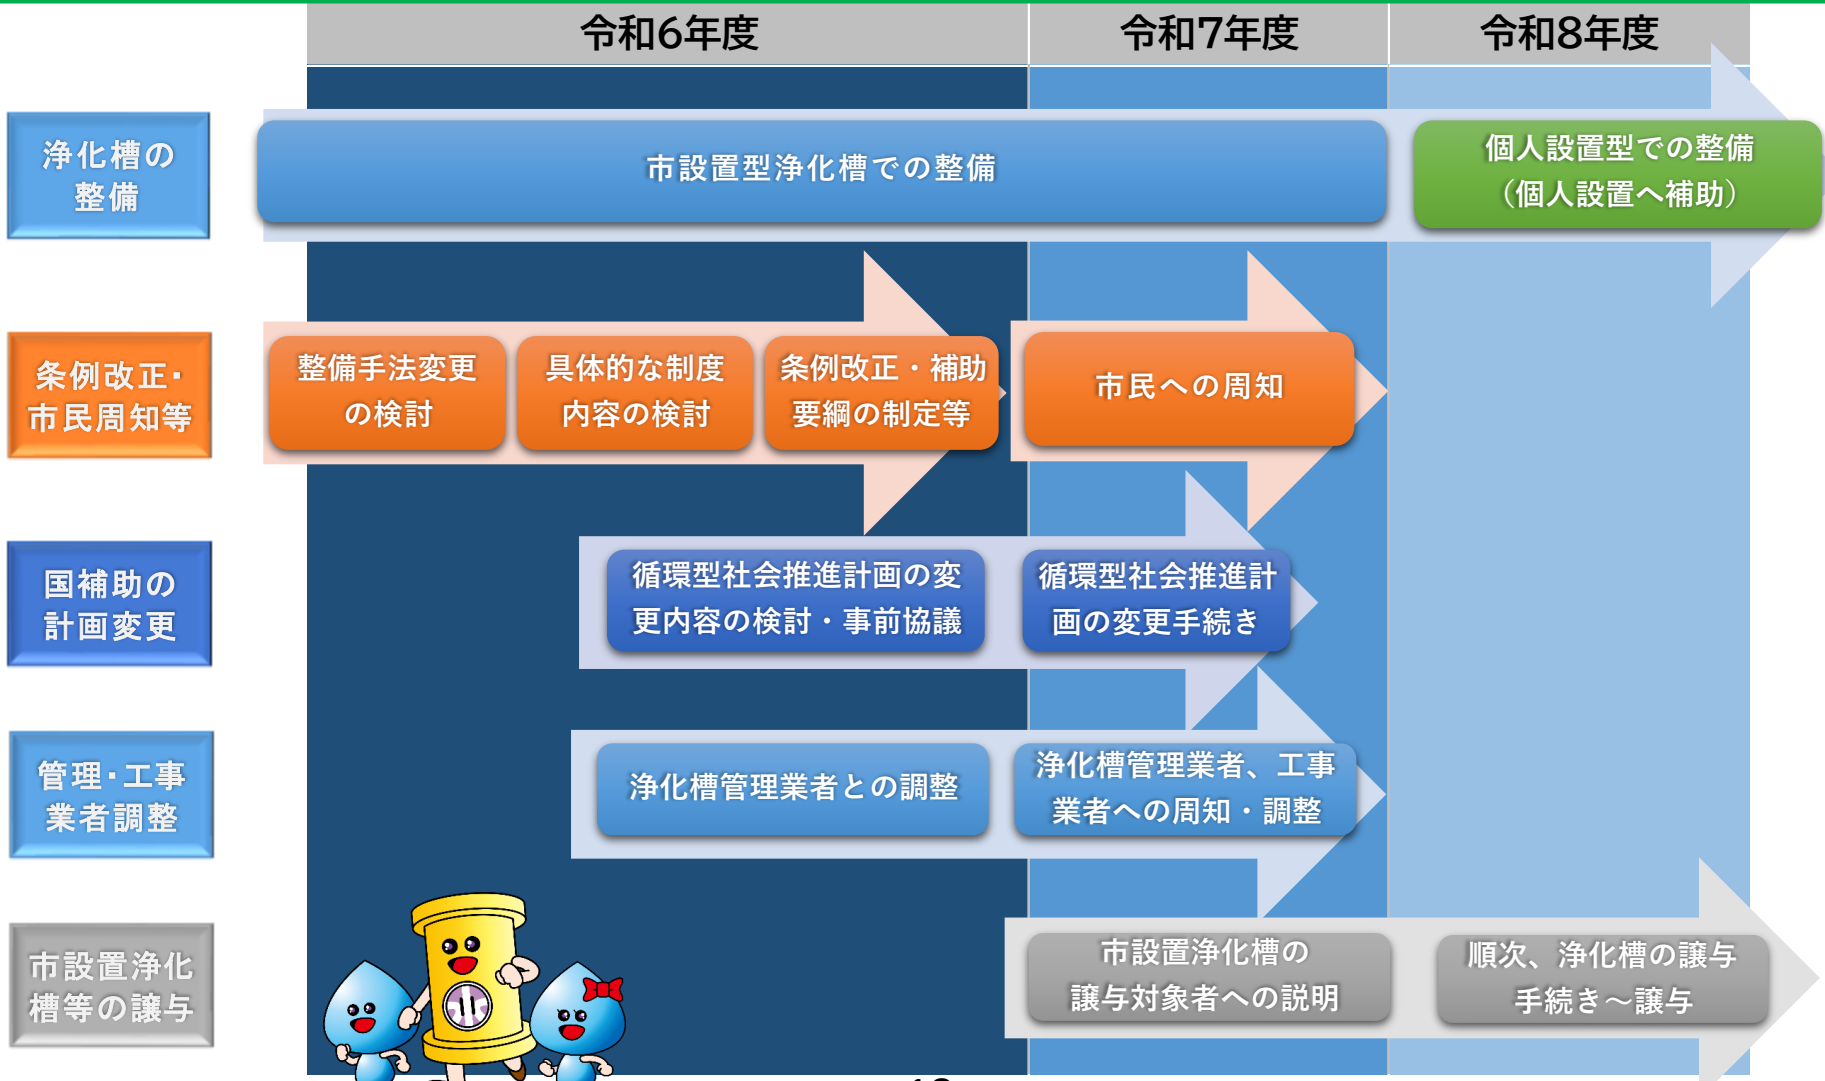 令和6年度
令和7年度
令和8年度
浄化槽の
整備
市設置型浄化槽での整備
個人設置型での整備
（個人設置へ補助）
条例改正・
市民周知等
整備手法変更
の検討
具体的な制度
内容の検討
条例改正・補助
要綱の制定等
市民への周知
国補助の
計画変更
循環型社会推進計画の変
更内容の検討・事前協議
循環型社会推進計
画の変更手続き
管理・工事
業者調整
浄化槽管理業者との調整
浄化槽管理業者、工事
業者への周知・調整
市設置浄化
槽等の譲与
市設置浄化槽の
譲与対象者への説明
順次、浄化槽の譲与
手続き～譲与